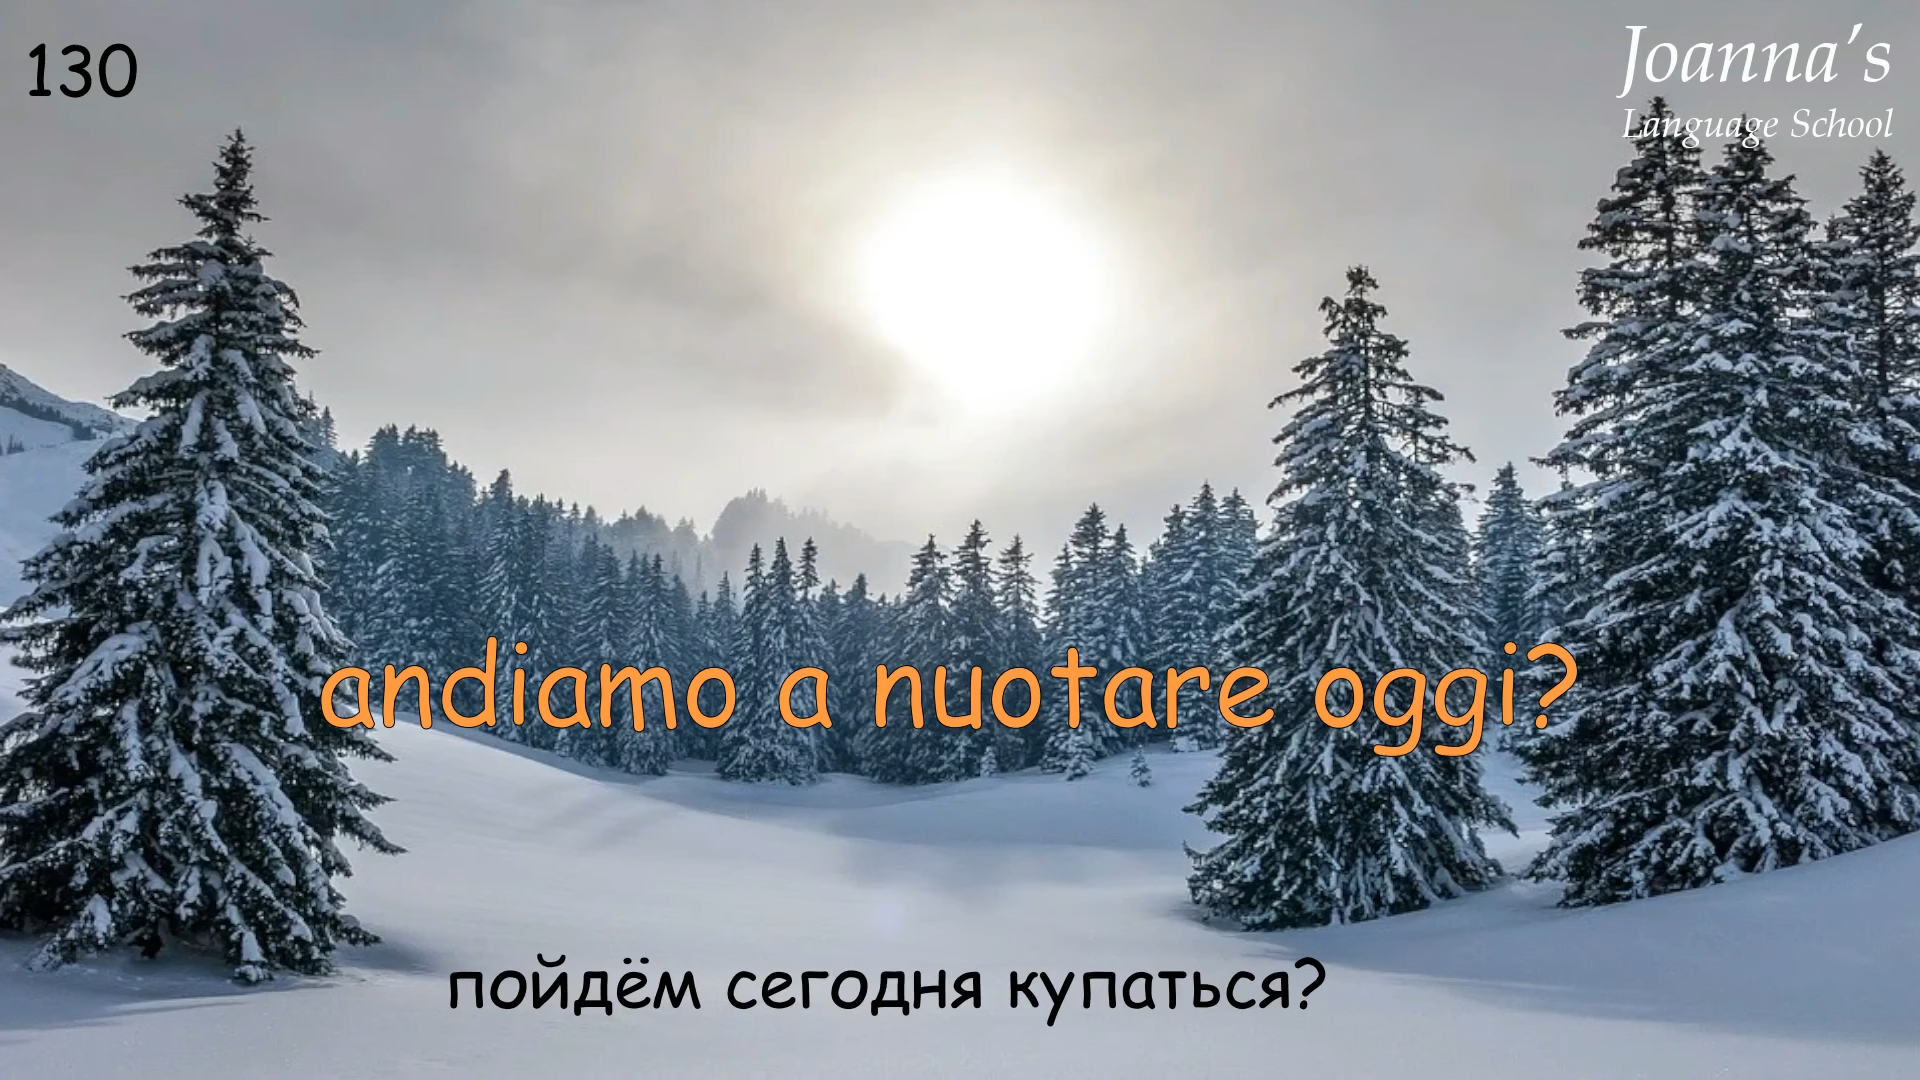 130
Joanna's
Language School
andiamo a nuotare oggi?
пойдём сегодня купаться?